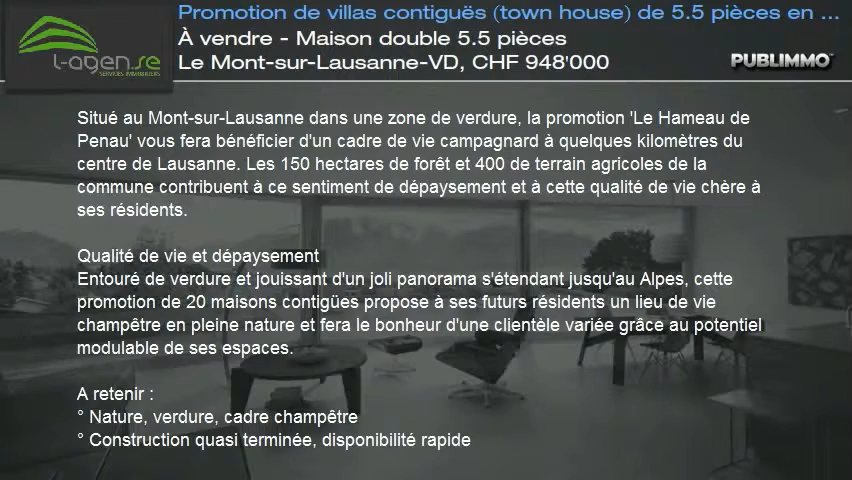 Promotion de villas contiguës (town house) de 5.5 pièces en ...
À vendre - Maison double 5.5 pièces
Le Mont-sur-Lausanne-VD, CHF 948'000
l-agence
SERVICES IMMOBILIERS
PUBLIMMO
Situé au Mont-sur-Lausanne dans une zone de verdure, la promotion 'Le Hameau de
Penau' vous fera bénéficier d'un cadre de vie campagnard à quelques kilomètres du
centre de Lausanne. Les 150 hectares de forêt et 400 de terrain agricoles de la
commune contribuent à ce sentiment de dépaysement et à cette qualité de vie chère à
ses résidents.
Qualité de vie et dépaysement
Entouré de verdure et jouissant d'un joli panorama s'étendant jusqu'au Alpes, cette
promotion de 20 maisons contigües propose à ses futurs résidents un lieu de vie
champêtre en pleine nature et fera le bonheur d'une clientèle variée grâce au potentiel
modulable de ses espaces.
A retenir :
° Nature, verdure, cadre champêtre
° Construction quasi terminée, disponibilité rapide